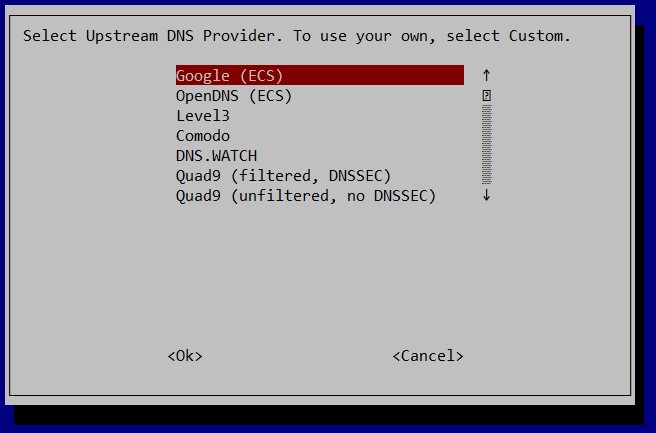 Select Upstream DNS Provider. To use your own, select Custom.
Google (ECS) ↑
OpenDNS (ECS)
Level3
Comodo
DNS.WATCH
Quad9 (filtered, DNSSEC)
Quad9 (unfiltered, no DNSSEC) ↓
<Ok> <Cancel>